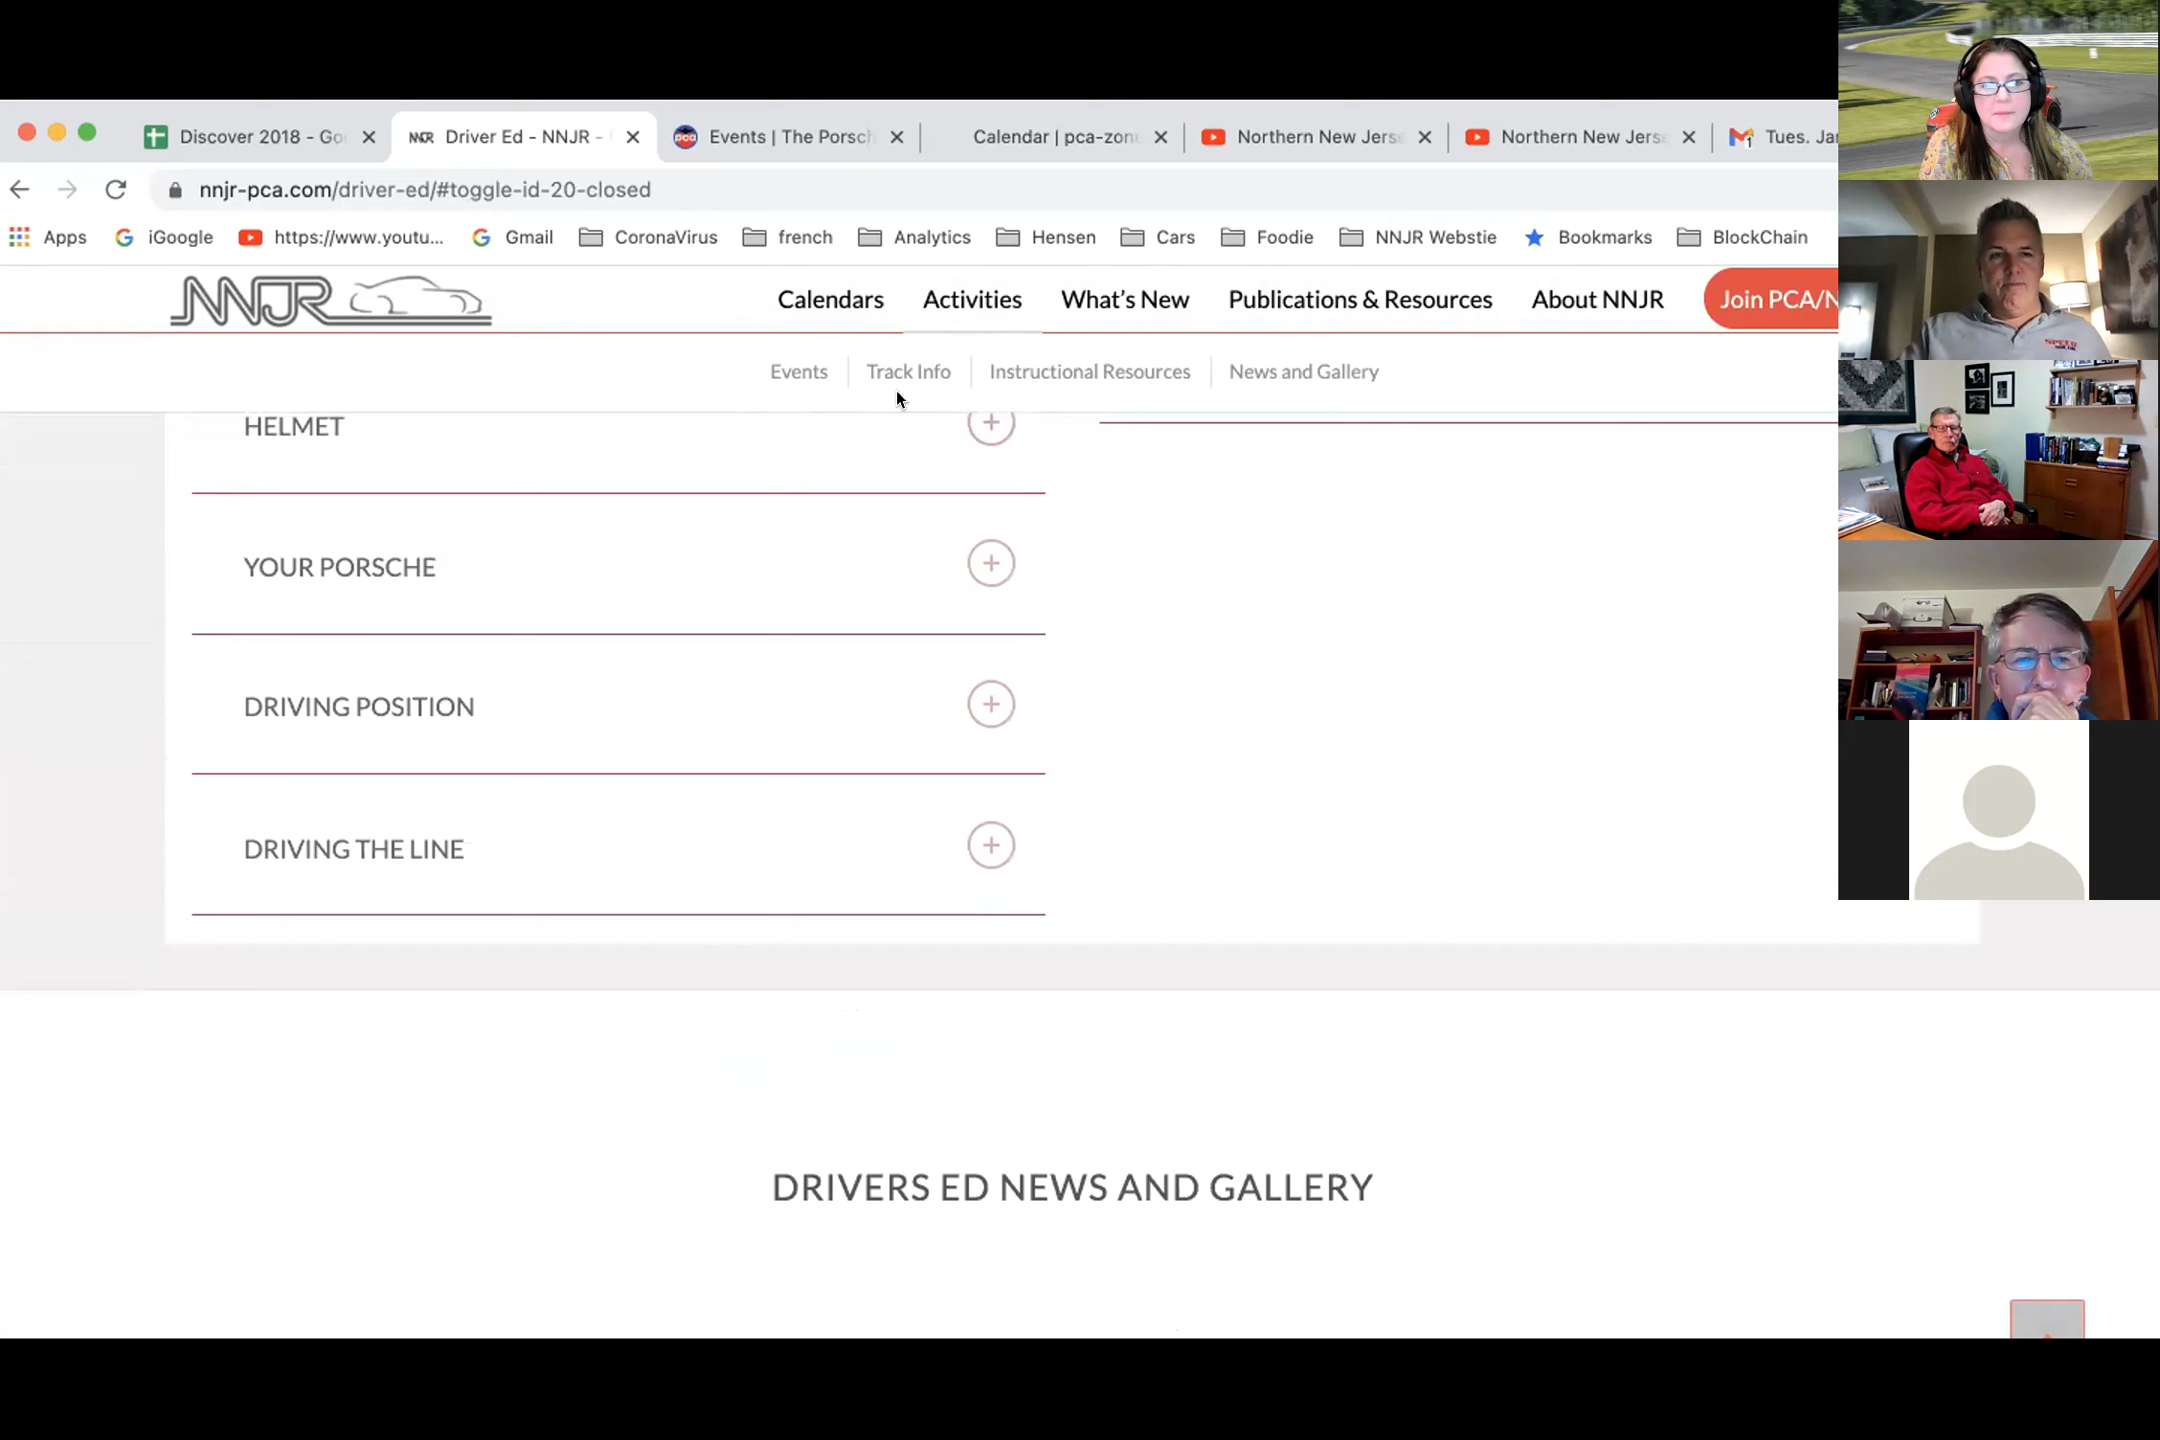 Discover 2018 - Go
Driver Ed - NNJR -
Events | The Porsch
Calendar | pca-zon
Northern New Jers
Northern New Jers
1
Tues. Ja
nnjr-pca.com/driver-ed/#toggle-id-20-closed
Apps
iGoogle
https://www.youtu...
Gmail
CoronaVirus
french
Analytics
Hensen
Cars
Foodie
NNJR Webstie
Bookmarks
BlockChain
NNJR
Calendars
Activities
What's New
Publications & Resources
About NNJR
Join PCA/N
Events
Track Info
Instructional Resources
News and Gallery
HELMET
YOUR PORSCHE
DRIVING POSITION
DRIVING THE LINE
DRIVERS ED NEWS AND GALLERY